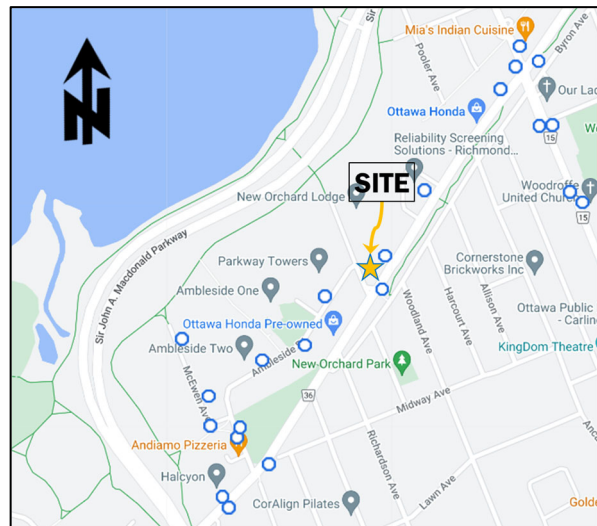 Sir
Mia's Indian Cuisine
Byron Ave
Pooler Ave
Our Lad
Ottawa Honda
15
Reliability Screening
Solutions - Richmond...
SITE
New Orchard Lodge
Woodroffe
United Church
15
Sir John A. Macdonald Parkway
Parkway Towers
Cornerstone
Brickworks Inc
Ambleside One
Woodland Ave
Harcourt Ave
Allison Ave
Ottawa Public
- Carlin
Ottawa Honda Pre-owned
Ambleside Two
Ambleside
KingDom Theatre
New Orchard Park
McEwen Ave
36
Midway Ave
Andiamo Pizzeria
Richardson Ave
Lawn Ave
Halcyon
CorAlign Pilates
Golde